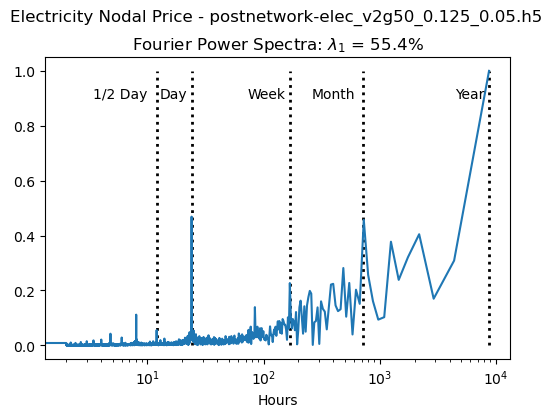 Electricity Nodal Price - postnetwork-elec_v2g50_0.125_0.05.h5
Fourier Power Spectra: λ₁ = 55.4%
1.0
1/2 Day Day Week Month Year
0.8
0.6
0.4
0.2
0.0
10¹ 10² 10³ 10⁴
Hours